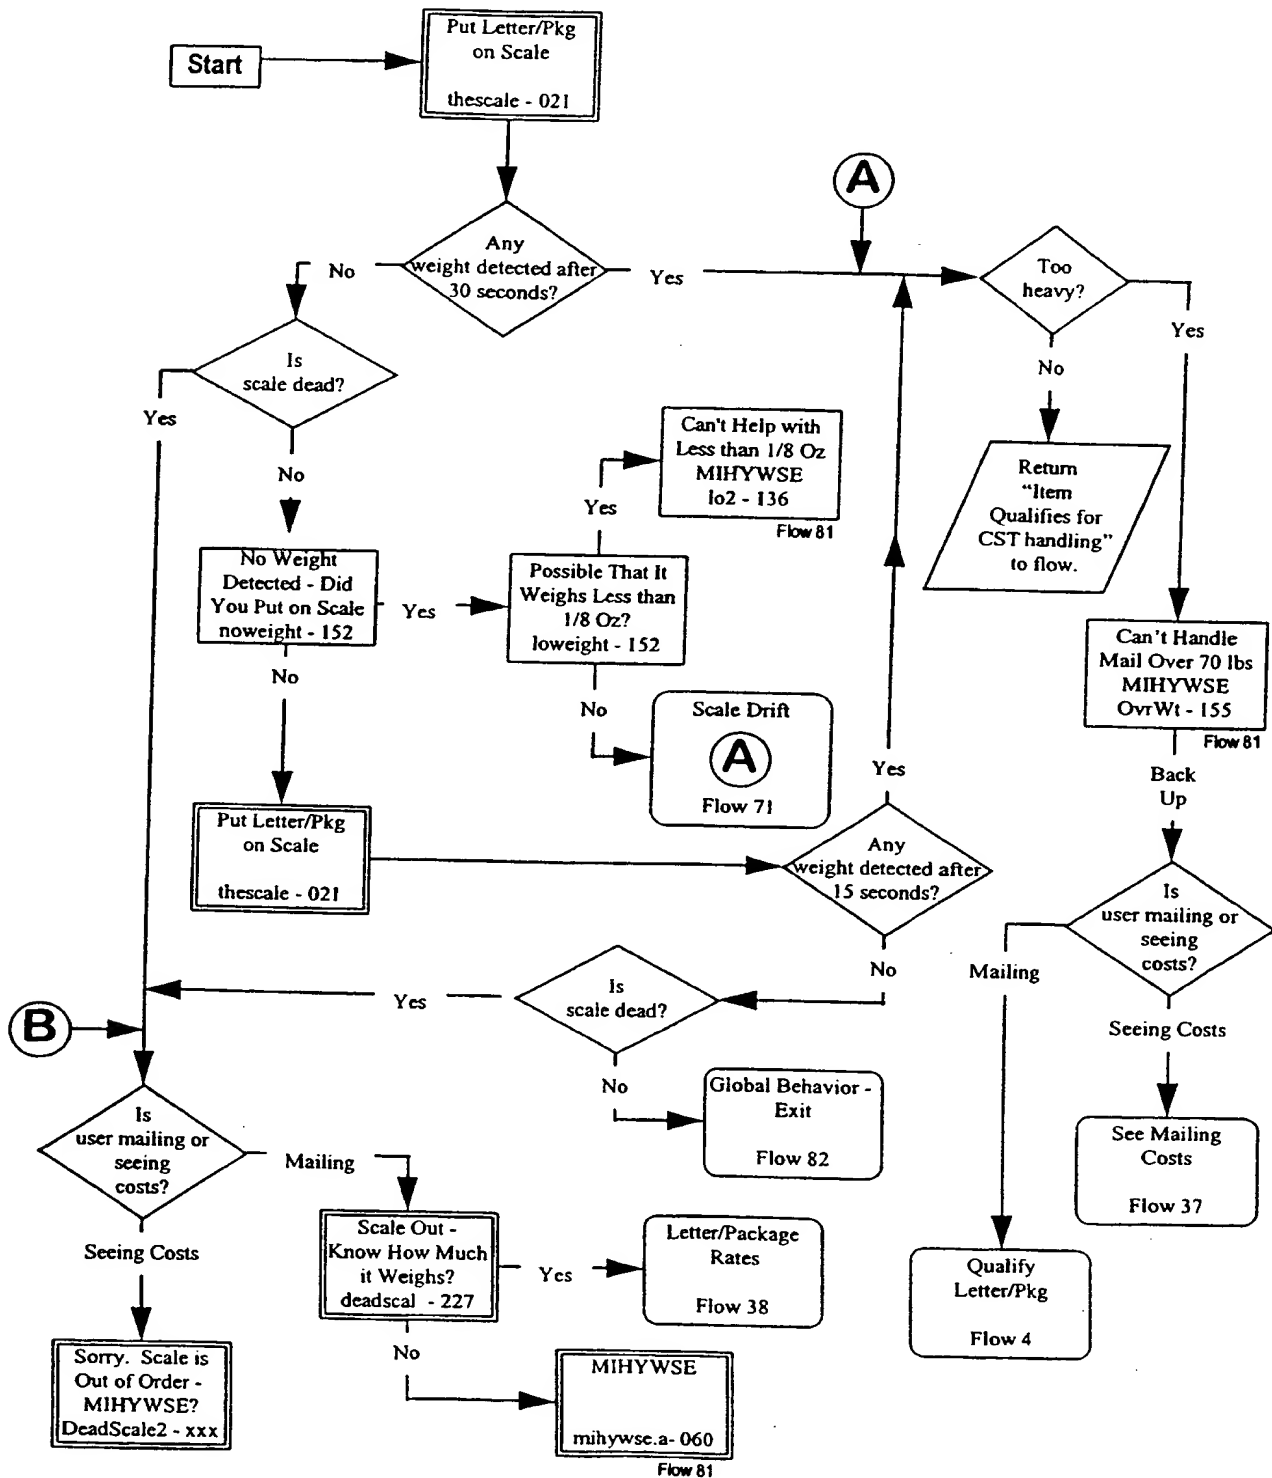 Start
Put Letter/Pkg
on Scale
thescale - 021
A
Any
weight detected after
30 seconds?
No
Yes
Too
heavy?
Yes
No
Is
scale dead?
Yes
No
Can't Help with
Less than 1/8 Oz
MIHYWSE
lo2 - 136
Flow 81
Yes
Return
“Item
Qualifies for
CST handling”
to flow.
No Weight
Detected - Did
You Put on Scale
noweight - 152
Yes
Possible That It
Weighs Less than
1/8 Oz?
loweight - 152
No
No
Can't Handle
Mail Over 70 lbs
MIHYWSE
OvrWt - 155
Flow 81
Scale Drift
A
Flow 71
Yes
Back
Up
Put Letter/Pkg
on Scale
thescale - 021
Any
weight detected after
15 seconds?
Is
user mailing or
seeing
costs?
No
Mailing
Seeing Costs
Is
scale dead?
Yes
No
B
Global Behavior -
Exit
Flow 82
See Mailing
Costs
Flow 37
Is
user mailing or
seeing
costs?
Mailing
Seeing Costs
Scale Out -
Know How Much
it Weighs?
deadscal - 227
Yes
Letter/Package
Rates
Flow 38
Qualify
Letter/Pkg
Flow 4
No
Sorry. Scale is
Out of Order -
MIHYWSE?
DeadScale2 - xxx
MIHYWSE
mihywse.a- 060
Flow 81